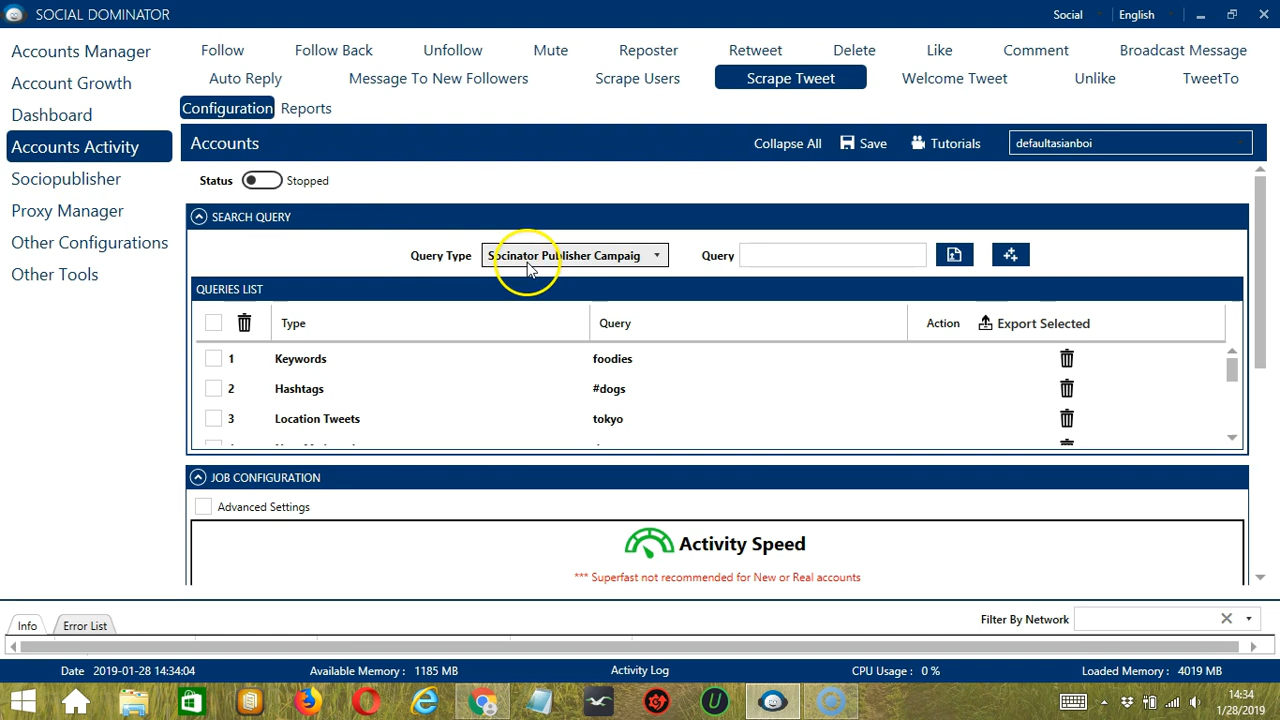 SOCIAL DOMINATOR
Social
English
Accounts Manager
Account Growth
Dashboard
Accounts Activity
Sociopublisher
Proxy Manager
Other Configurations
Other Tools
Follow
Follow Back
Unfollow
Mute
Reposter
Retweet
Delete
Like
Comment
Broadcast Message
Auto Reply
Message To New Followers
Scrape Users
Scrape Tweet
Welcome Tweet
Unlike
TweetTo
Configuration
Reports
Accounts
Collapse All
Save
Tutorials
defaultasianboi
Status
Stopped
SEARCH QUERY
Query Type
Socinator Publisher Campaig
Query
QUERIES LIST
Type
Query
Action
Export Selected
1 Keywords foodies
2 Hashtags #dogs
3 Location Tweets tokyo
JOB CONFIGURATION
Advanced Settings
Activity Speed
*** Superfast not recommended for New or Real accounts
Info
Error List
Filter By Network
Date 2019-01-28 14:34:04
Available Memory : 1185 MB
Activity Log
CPU Usage : 0 %
Loaded Memory : 4019 MB
14:34
1/28/2019